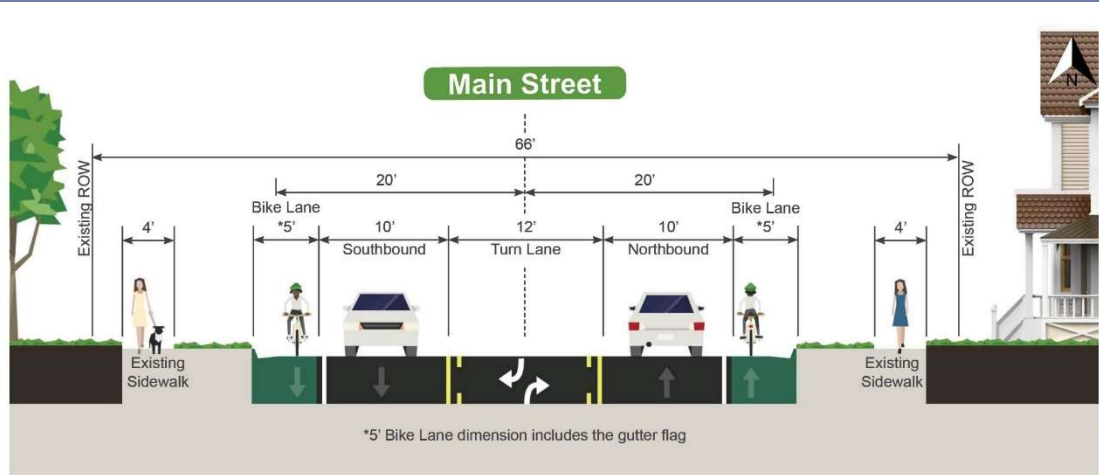 Main Street
N
66'
Existing ROW
Existing ROW
20'
20'
Bike Lane
Bike Lane
4'
*5'
10'
12'
10'
*5'
4'
Southbound
Turn Lane
Northbound
Existing
Sidewalk
Existing
Sidewalk
*5' Bike Lane dimension includes the gutter flag